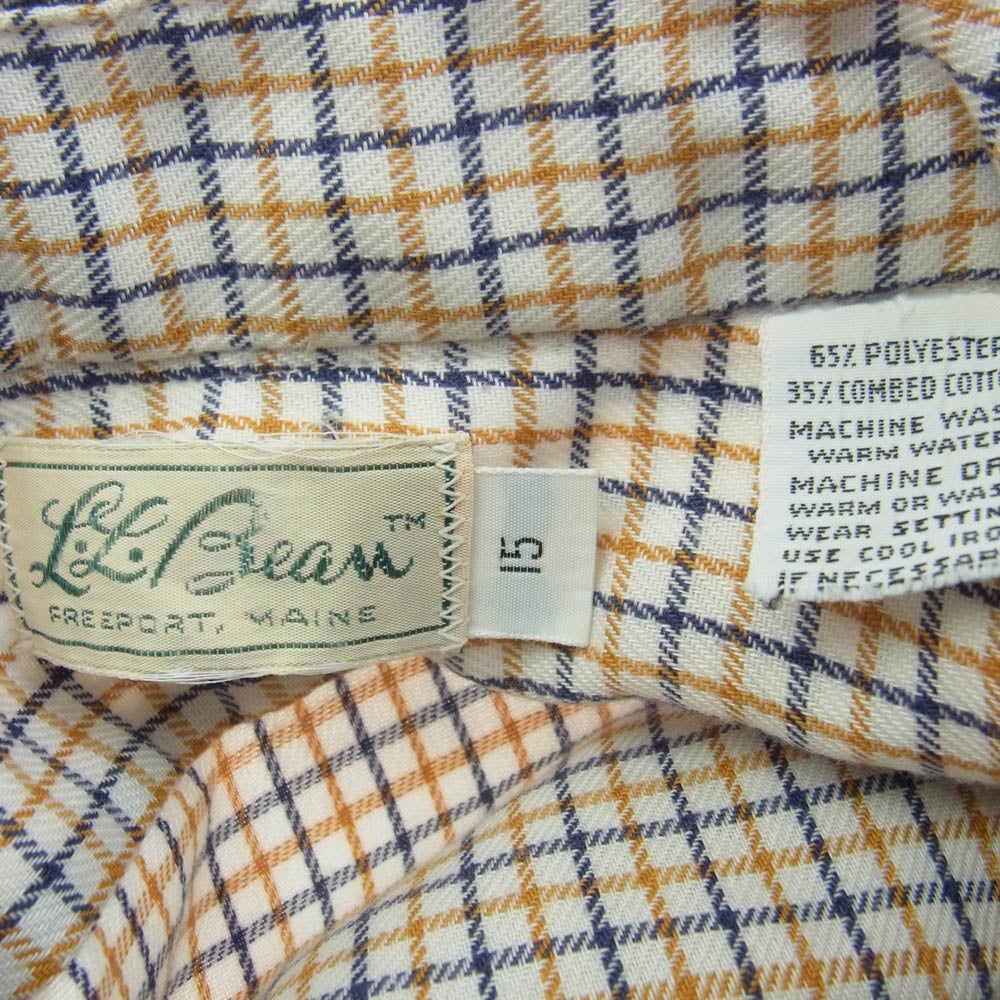 L.L.Bean™
FREEPORT, MAINE
15
65% POLYESTER
35% COMBED COTTO
MACHINE WAS
WARM WATER
MACHINE DR
WARM OR WAS
WEAR SETTIN
USE COOL IRO
IF NECESSAR